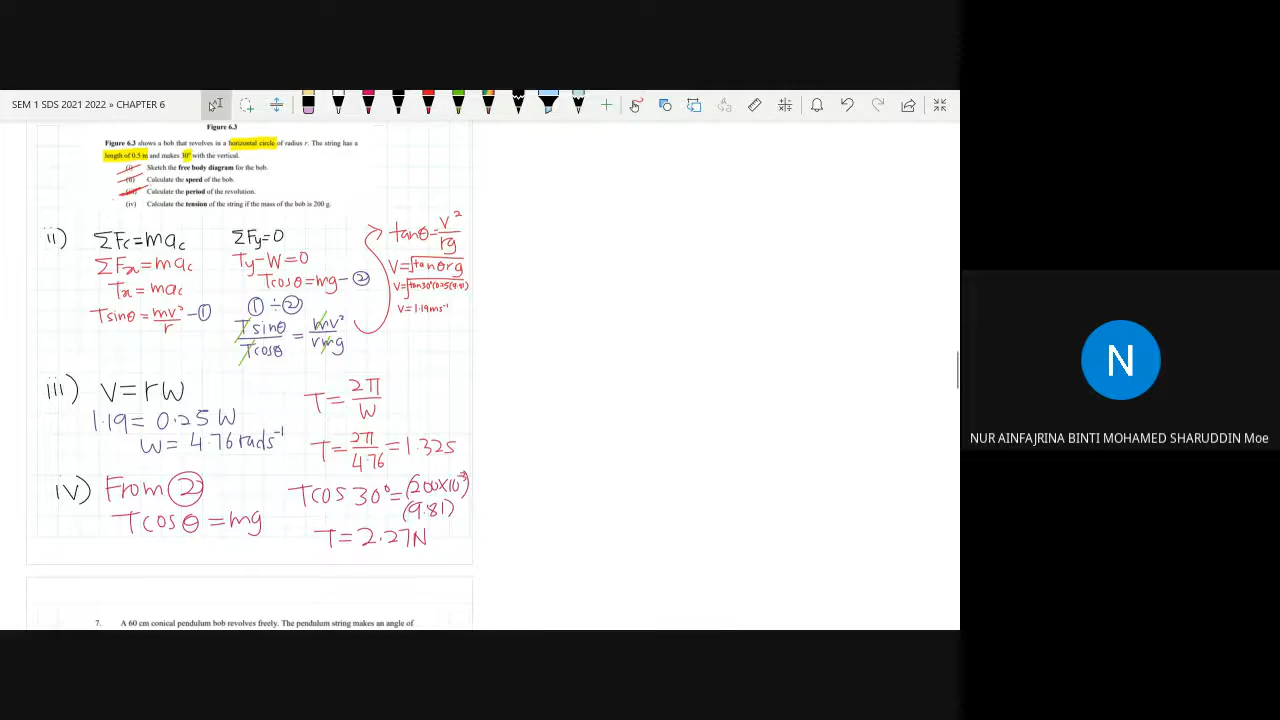 SEM 1 SDS 2021 2022 » CHAPTER 6
Figure 6.3
Figure 6.3 shows a bob that revolves in a horizontal circle of radius r. The string has a
length of 0.5 m and makes 30° with the vertical.
(i) Sketch the free body diagram for the bob.
(ii) Calculate the speed of the bob.
(iii) Calculate the period of the revolution.
(iv) Calculate the tension of the string if the mass of the bob is 200 g.
ii)
ΣFc=mac
ΣFx=mac
Tx=mac
Tsinθ=mv²/r -①
ΣFy=0
Ty-W=0
Tcosθ=mg-②
①÷②
Tsinθ/Tcosθ = mv²/rmg
tanθ=v²/rg
V=√tanθrg
V=√tan30°(0.25)(9.81)
V=1.19ms⁻¹
iii) V=rω
1.19=0.25ω
ω=4.76rads⁻¹
T=2π/ω
T=2π/4.76=1.32s
iv) From ②
Tcosθ=mg
Tcos30°=(200x10⁻³)
(9.81)
T=2.27N
7. A 60 cm conical pendulum bob revolves freely. The pendulum string makes an angle of
N
NUR AINFAJRINA BINTI MOHAMED SHARUDDIN Moe